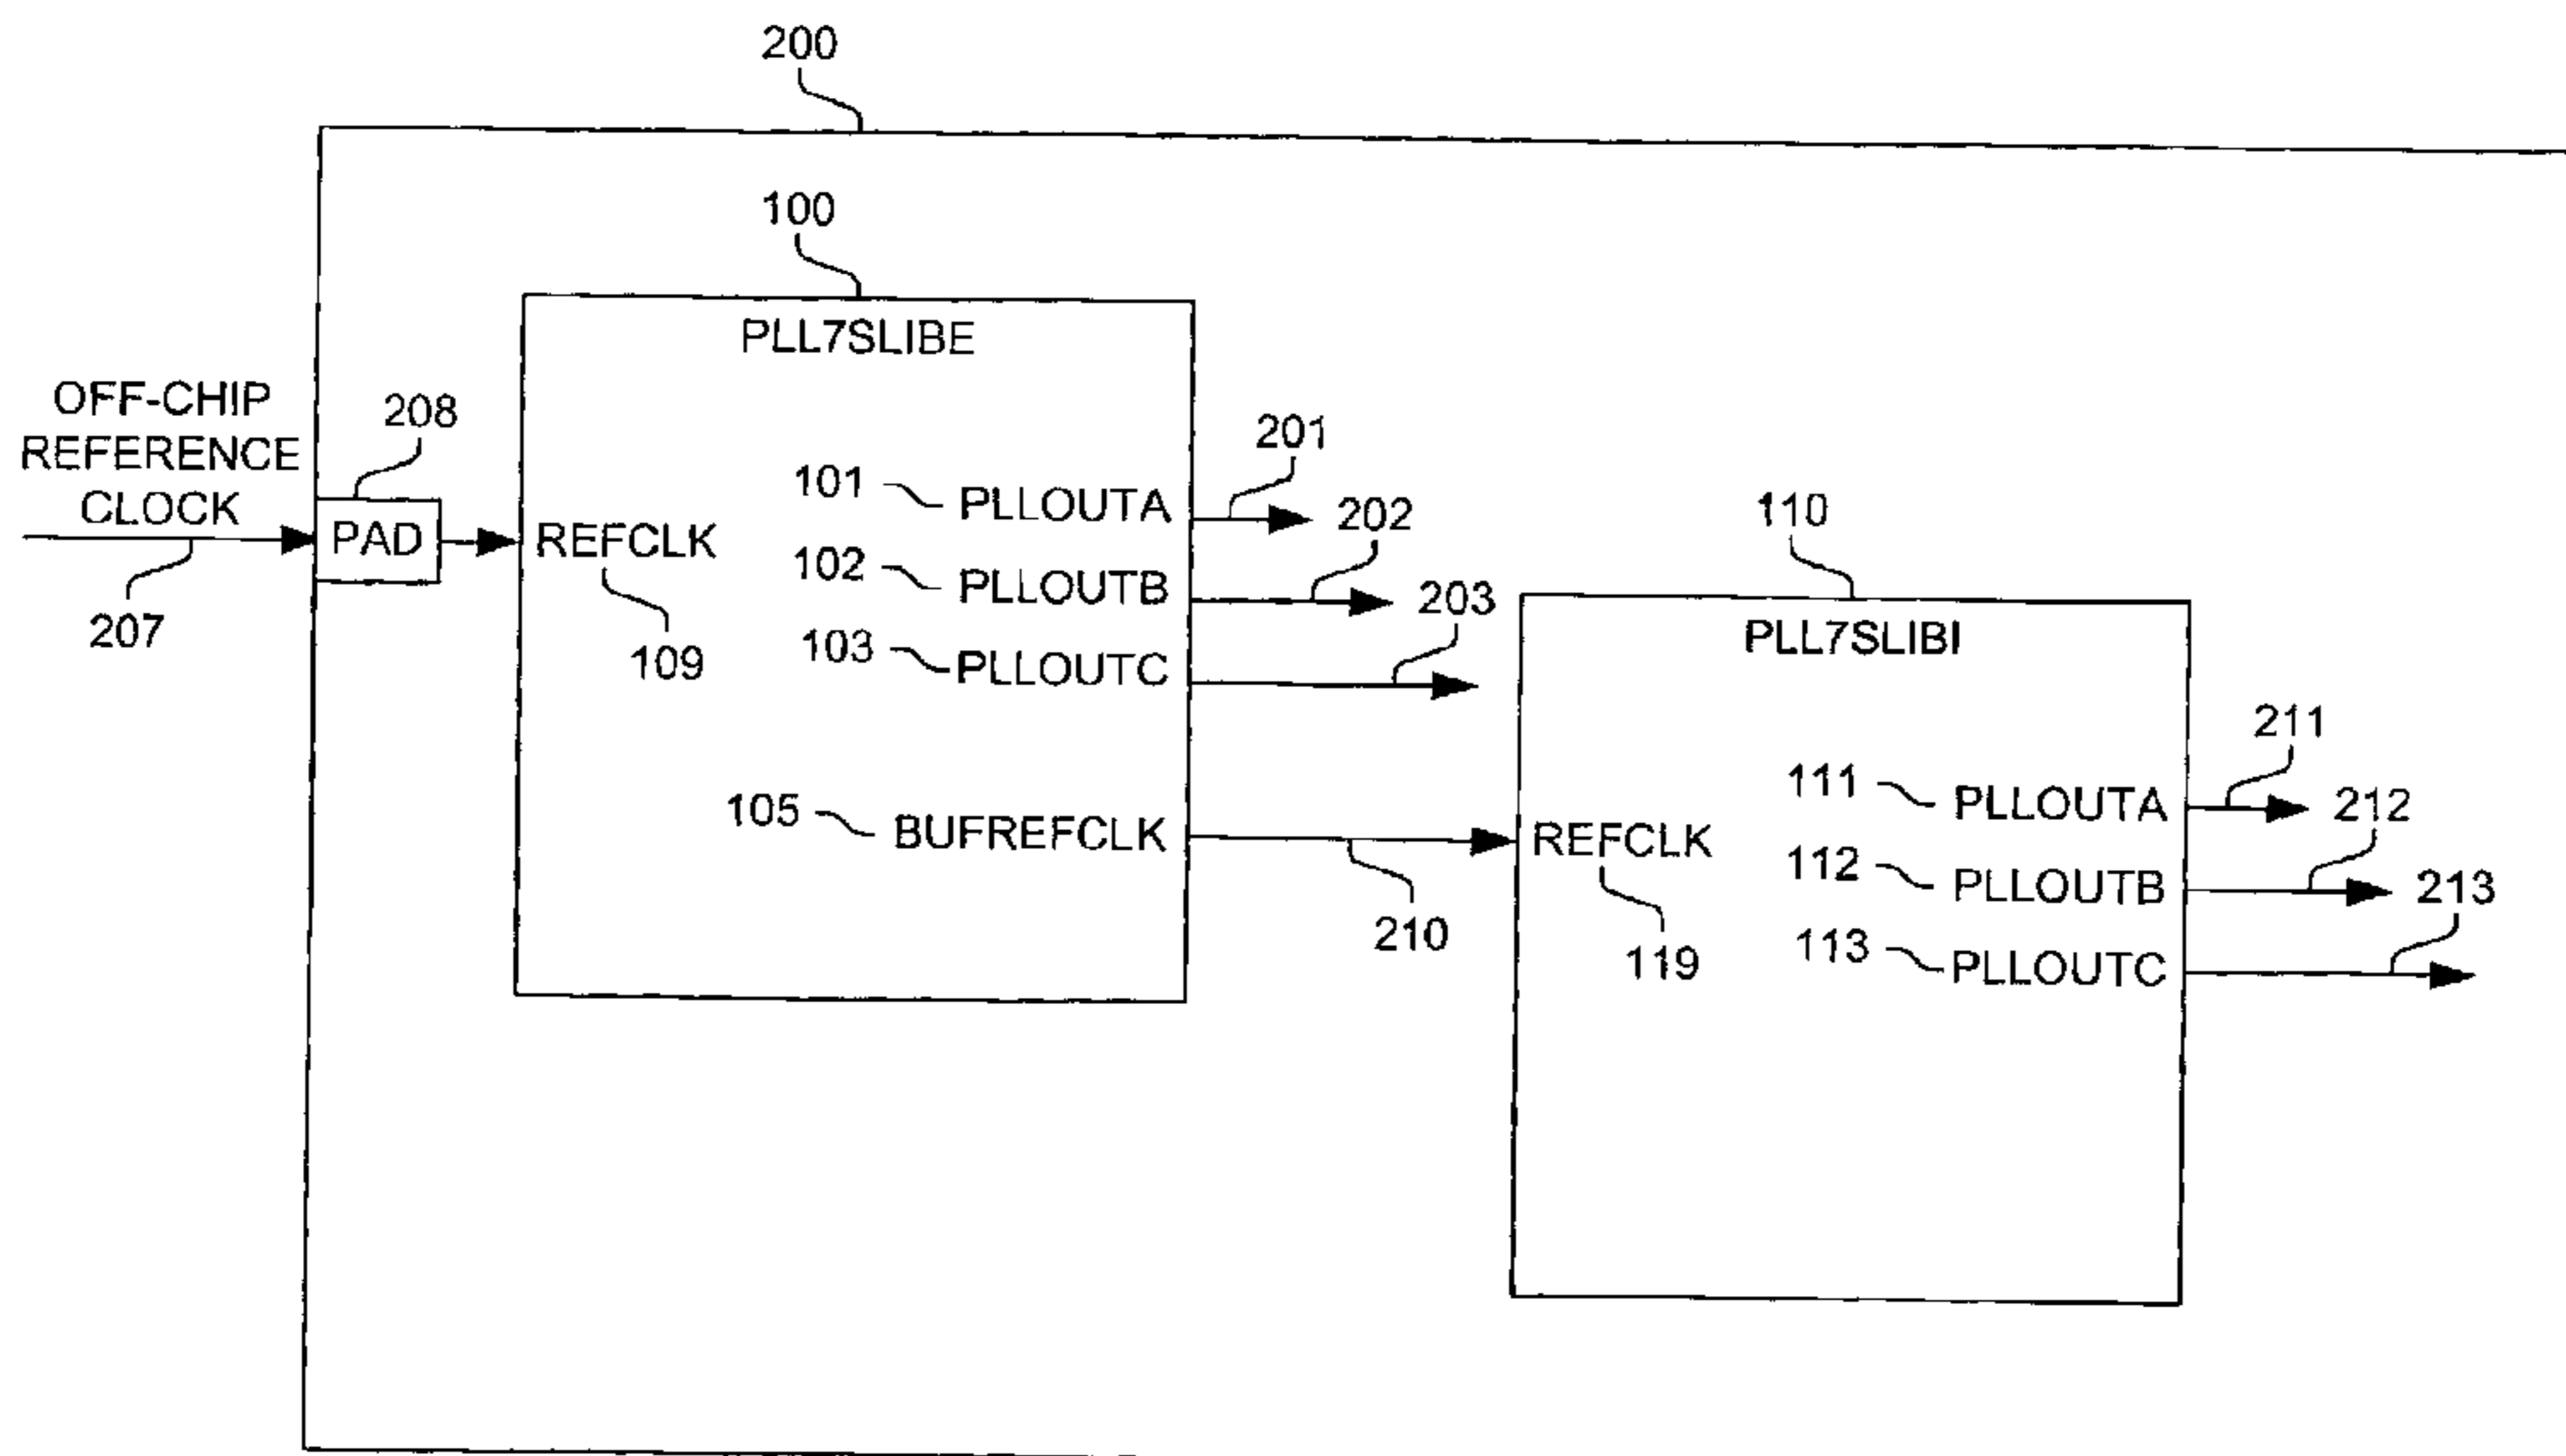 200
100
PLL7SLIBE
OFF-CHIP
REFERENCE
CLOCK
208
PAD
207
REFCLK
109
101
PLLOUTA
201
102
PLLOUTB
202
103
PLLOUTC
203
105
BUFREFCLK
210
110
PLL7SLIBI
REFCLK
119
111
PLLOUTA
211
112
PLLOUTB
212
113
PLLOUTC
213